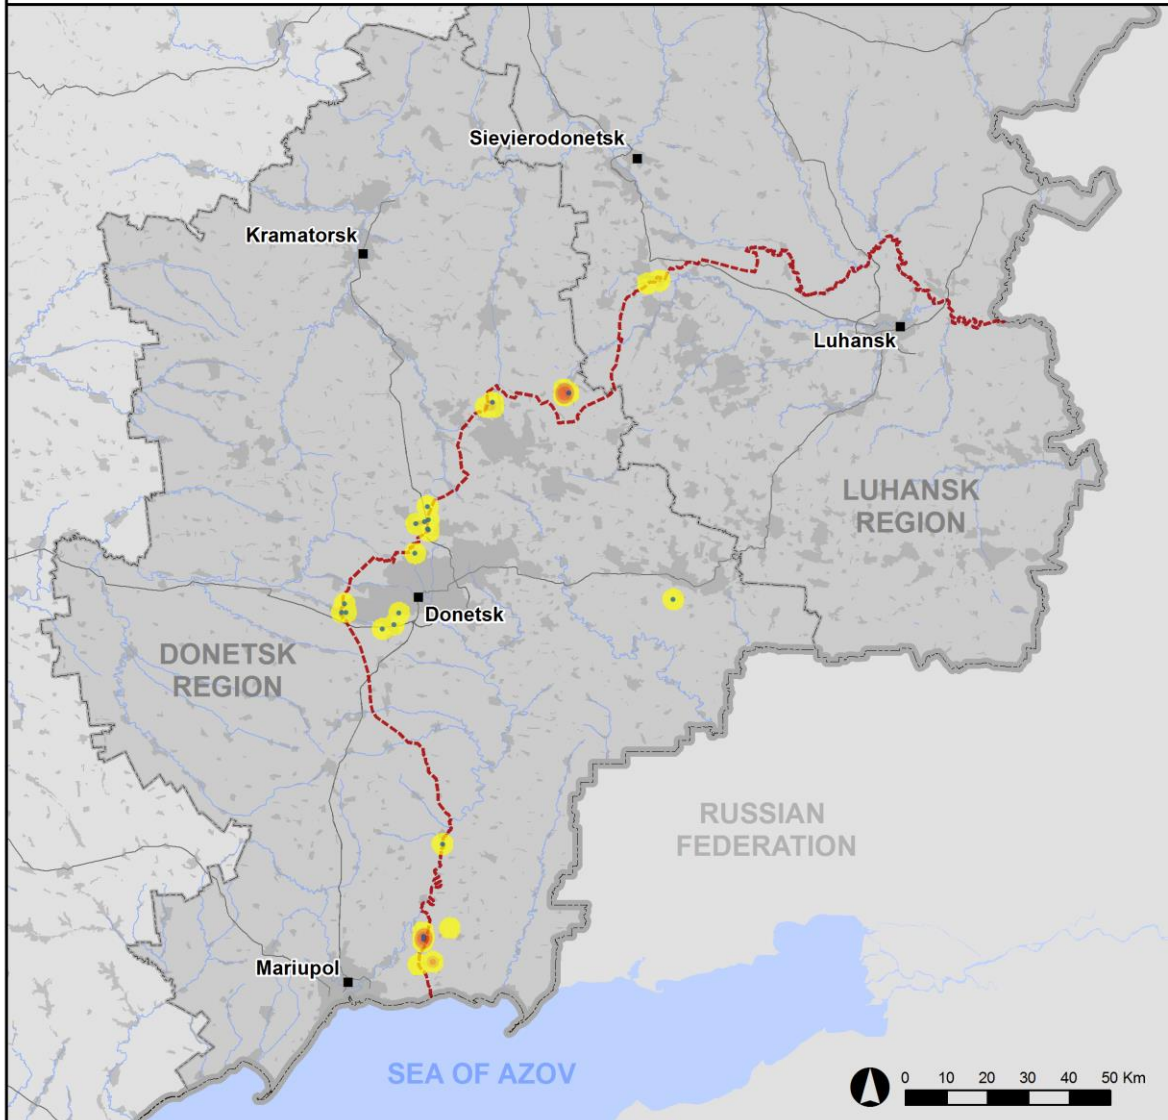 Sievierodonetsk
Kramatorsk
Luhansk
LUHANSK
REGION
Donetsk
DONETSK
REGION
RUSSIAN
FEDERATION
Mariupol
SEA OF AZOV
0 10 20 30 40 50 Km